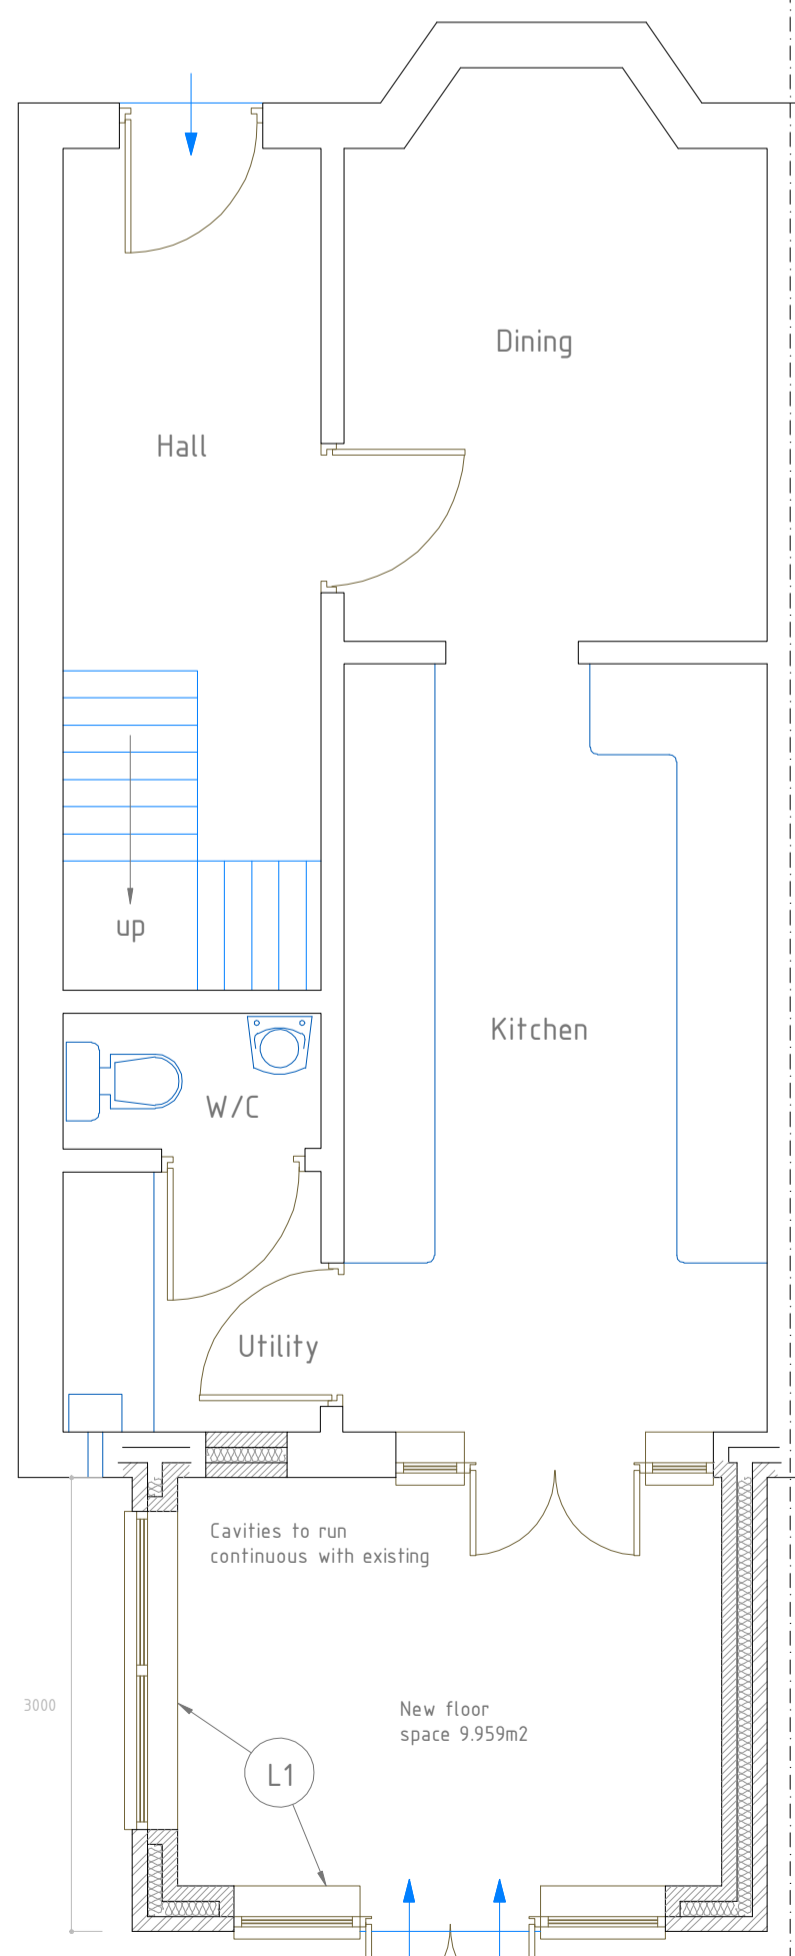 Dining
Hall
up
Kitchen
W/C
Utility
Cavities to run
continuous with existing
3000
New floor
space 9.959m2
L1